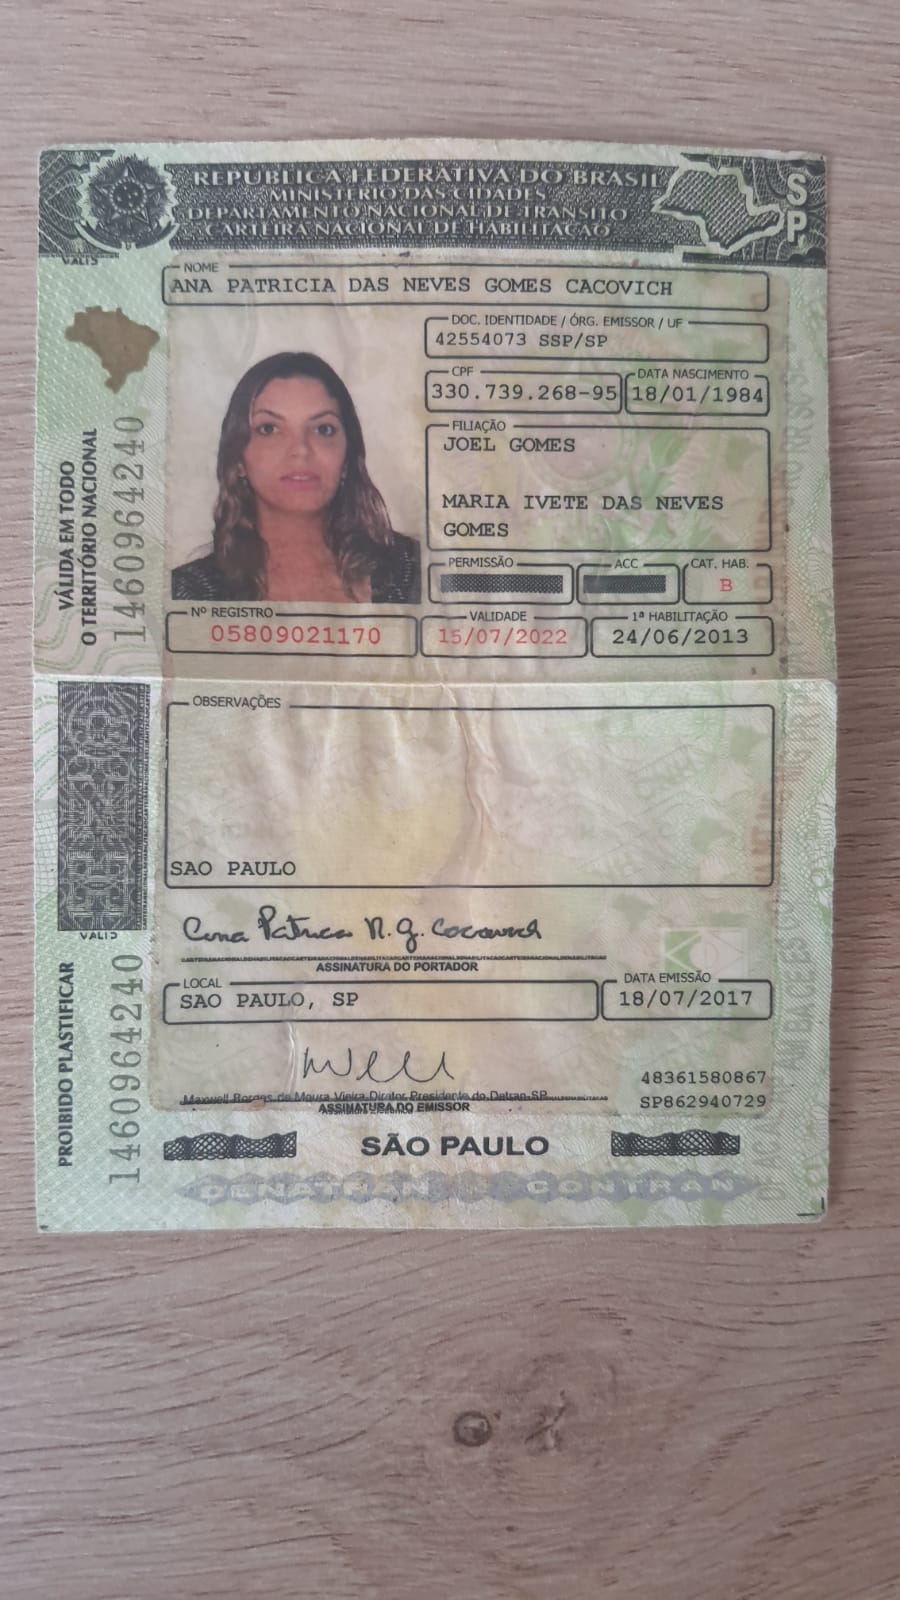 REPÚBLICA FEDERATIVA DO BRASIL
MINISTÉRIO DAS CIDADES
DEPARTAMENTO NACIONAL DE TRÂNSITO
CARTEIRA NACIONAL DE HABILITAÇÃO
SP
VALID
NOME
ANA PATRICIA DAS NEVES GOMES CACOVICH
DOC. IDENTIDADE / ÓRG. EMISSOR / UF
42554073 SSP/SP
CPF
330.739.268-95
DATA NASCIMENTO
18/01/1984
FILIAÇÃO
JOEL GOMES
MARIA IVETE DAS NEVES
GOMES
PERMISSÃO
ACC
CAT. HAB.
B
Nº REGISTRO
05809021170
VALIDADE
15/07/2022
1ª HABILITAÇÃO
24/06/2013
VÁLIDA EM TODO
O TERRITÓRIO NACIONAL
1460964240
OBSERVAÇÕES
SAO PAULO
VALID
Ana Patricia N. G. Cacovich
ASSINATURA DO PORTADOR
LOCAL
SAO PAULO, SP
DATA EMISSÃO
18/07/2017
48361580867
SP862940729
Maxwell Borges de Moura Vieira Diretor Presidente do Detran-SP
ASSINATURA DO EMISSOR
PROIBIDO PLASTIFICAR
1460964240
SÃO PAULO
DENATRAN CONTRAN